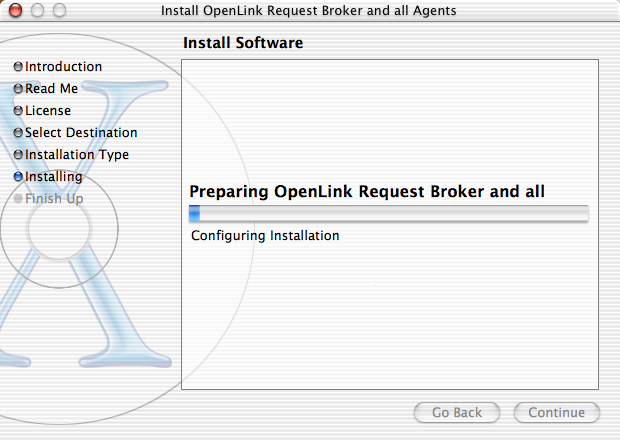 Install OpenLink Request Broker and all Agents
Install Software
Introduction
Read Me
License
Select Destination
Installation Type
Installing
Finish Up
Preparing OpenLink Request Broker and all
Configuring Installation
Go Back
Continue